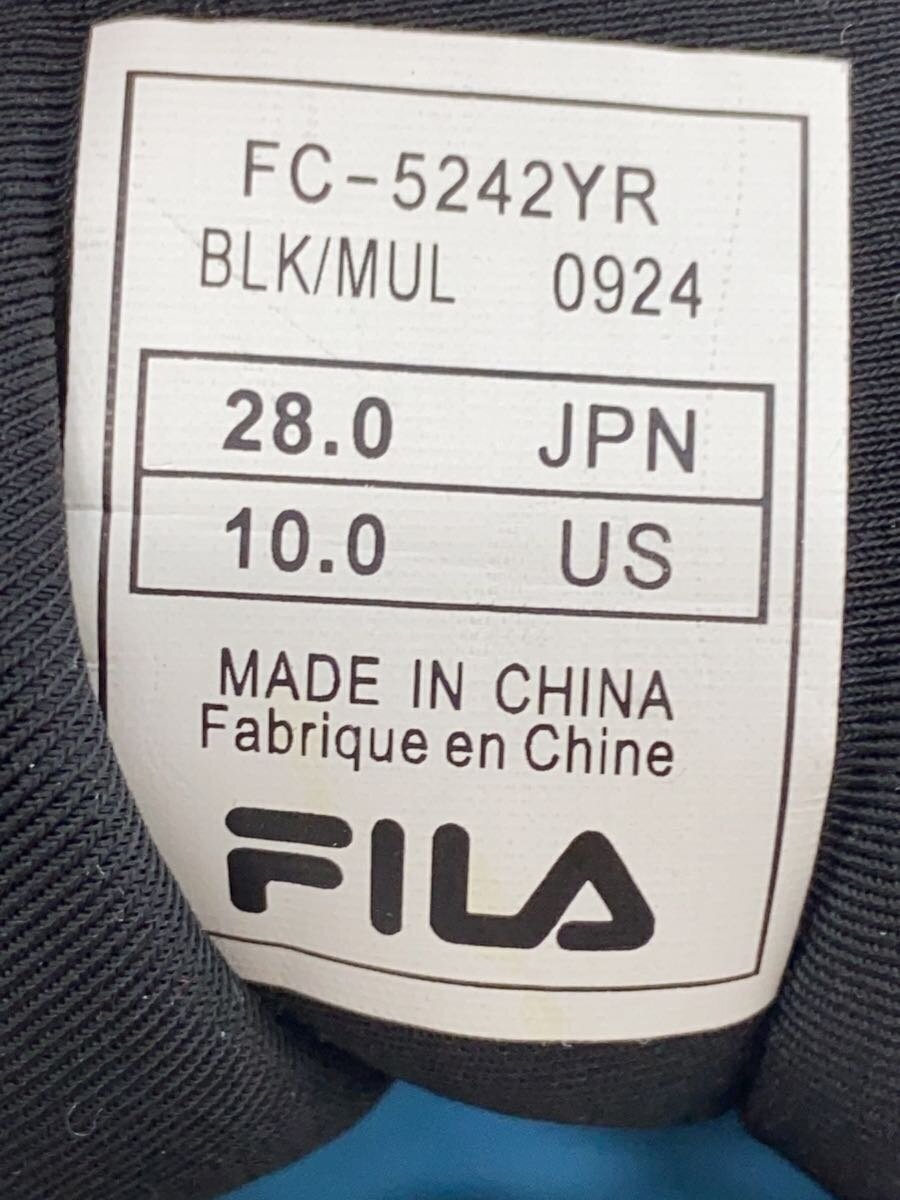 FC-5242YR
BLK/MUL 0924
28.0 JPN
10.0 US
MADE IN CHINA
Fabrique en Chine
FILA